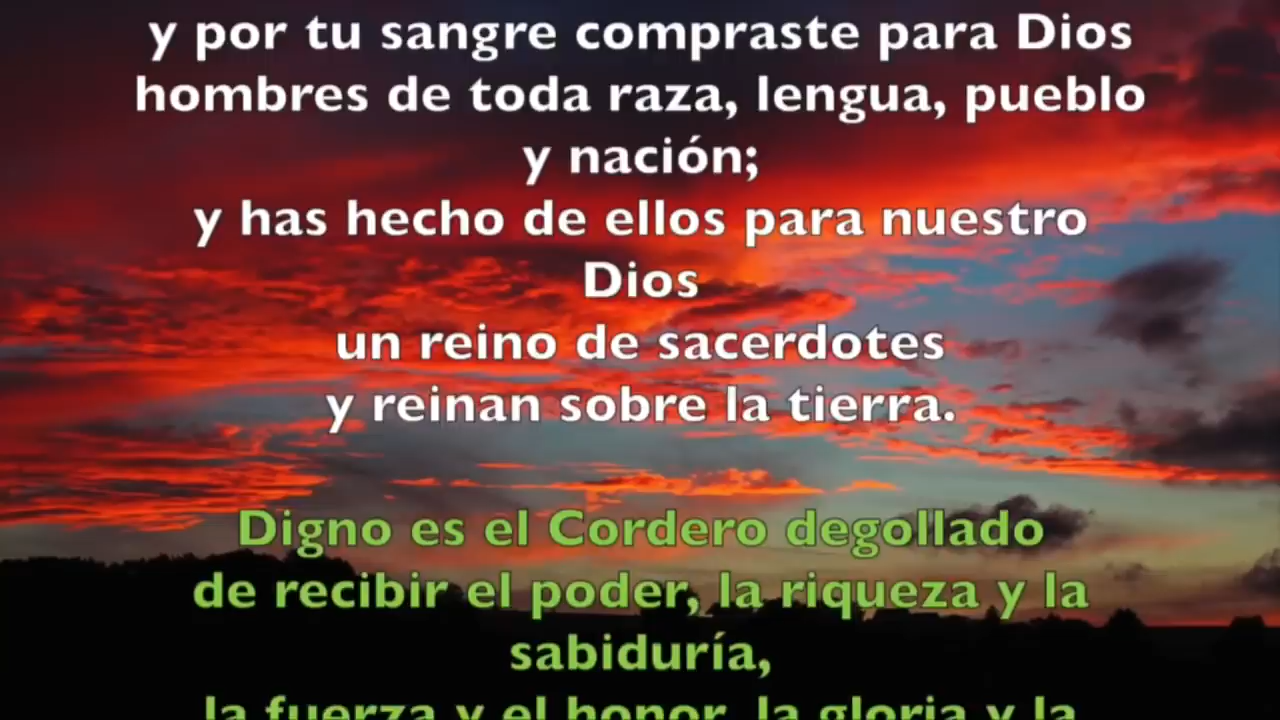 y por tu sangre compraste para Dios
hombres de toda raza, lengua, pueblo
y nación;
y has hecho de ellos para nuestro
Dios
un reino de sacerdotes
y reinan sobre la tierra.
Digno es el Cordero degollado
de recibir el poder, la riqueza y la
sabiduría,
la fuerza y el honor, la gloria y la